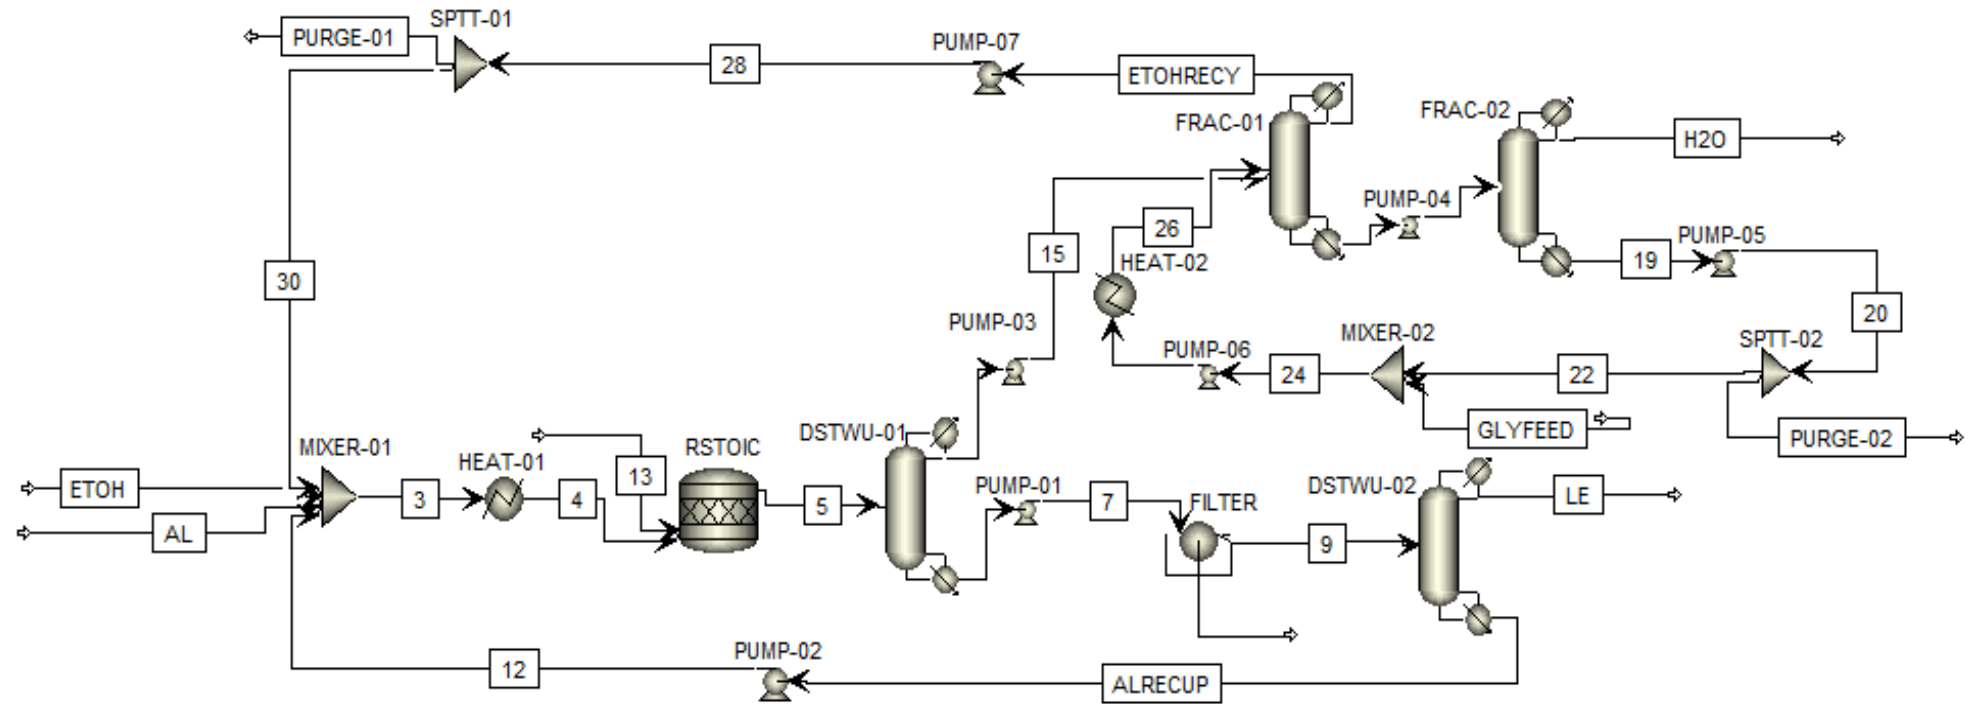 SPTT-01
PURGE-01
28
PUMP-07
ETOHRECY
FRAC-01
FRAC-02
H2O
PUMP-04
26
15
HEAT-02
19
PUMP-05
30
20
PUMP-03
PUMP-06
MIXER-02
SPTT-02
24
22
GLYFEED
PURGE-02
MIXER-01
HEAT-01
RSTOIC
DSTWU-01
13
ETOH
3
4
5
PUMP-01
7
FILTER
DSTWU-02
LE
AL
9
12
PUMP-02
ALRECUP